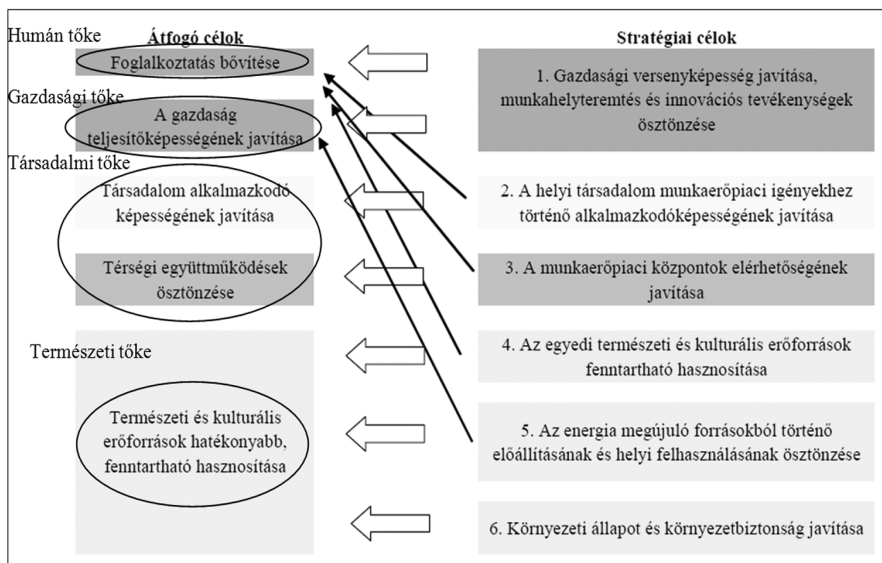 Humán tőke
Átfogó célok
Foglalkoztatás bővítése
Gazdasági tőke
A gazdaság
teljesítőképességének javítása
Társadalmi tőke
Társadalom alkalmazkodó
képességének javítása
Térségi együttműködések
ösztönzése
Természeti tőke
Természeti és kulturális
erőforrások hatékonyabb,
fenntartható hasznosítása
Stratégiai célok
1. Gazdasági versenyképesség javítása,
munkahelyteremtés és innovációs tevékenységek
ösztönzése
2. A helyi társadalom munkaerőpiaci igényekhez
történő alkalmazkodóképességének javítása
3. A munkaerőpiaci központok elérhetőségének
javítása
4. Az egyedi természeti és kulturális erőforrások
fenntartható hasznosítása
5. Az energia megújuló forrásokból történő
előállításának és helyi felhasználásának ösztönzése
6. Környezeti állapot és környezetbiztonság javítása